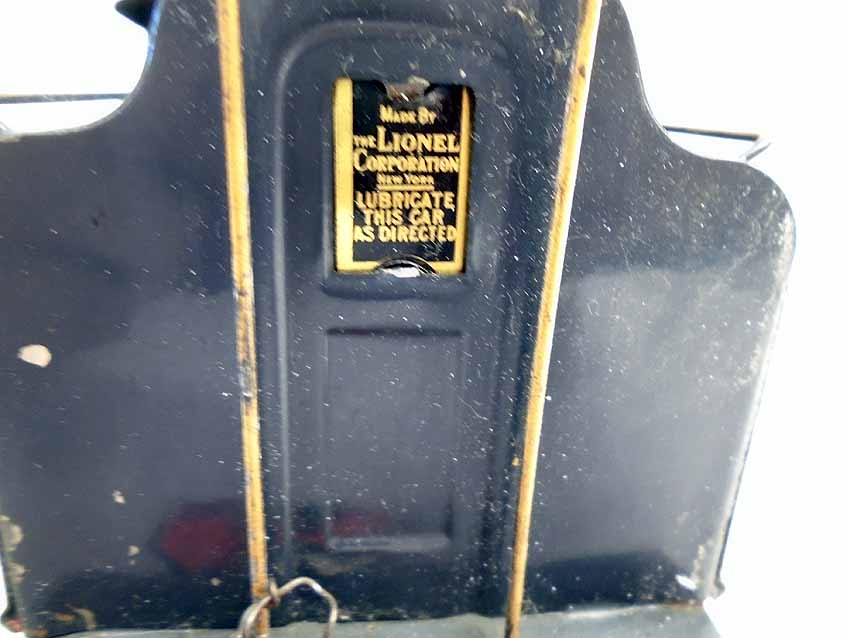 MADE BY
THE LIONEL
CORPORATION
NEW YORK
LUBRICATE
THIS CAR
AS DIRECTED